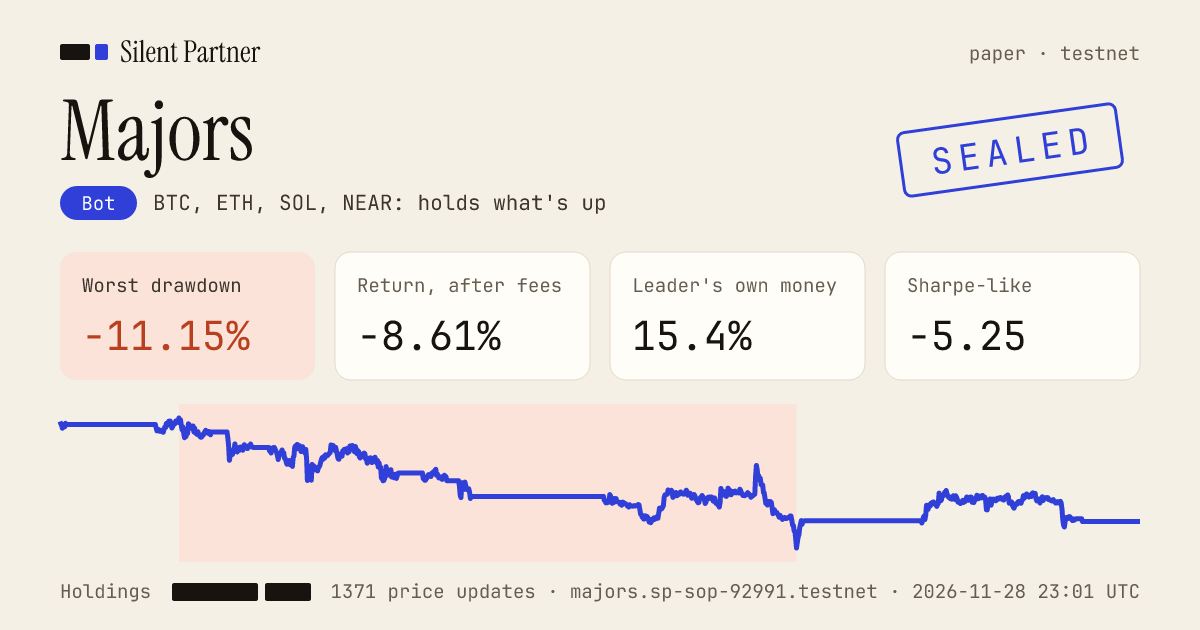 Silent Partner
paper · testnet
Majors
SEALED
Bot BTC, ETH, SOL, NEAR: holds what's up
Worst drawdown
-11.15%
Return, after fees
-8.61%
Leader's own money
15.4%
Sharpe-like
-5.25
Holdings 1371 price updates · majors.sp-sop-92991.testnet · 2026-11-28 23:01 UTC